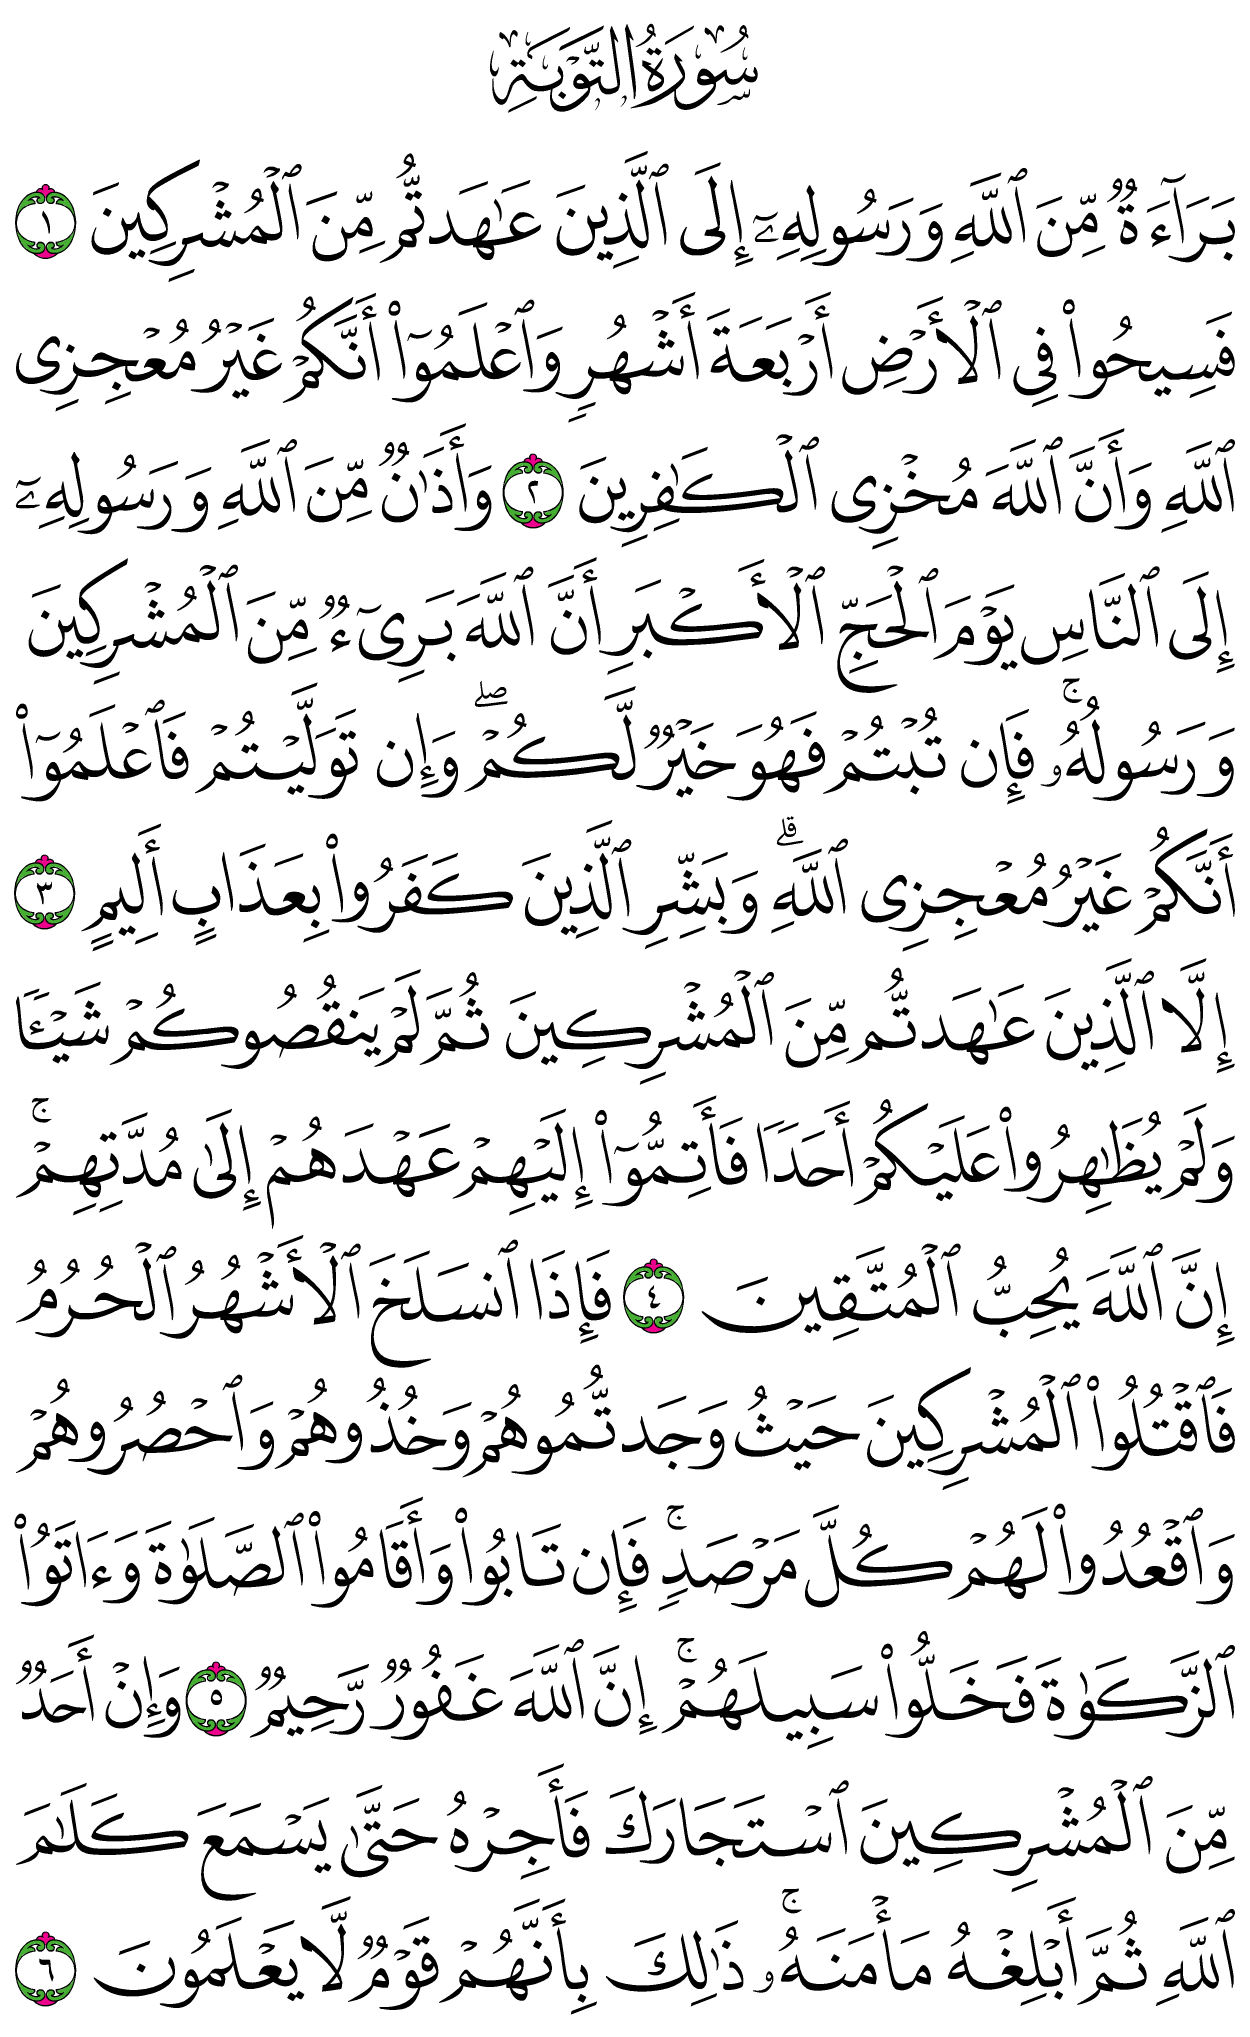 سُورَةُ التَّوۡبَةِ
بَرَآءَةٞ مِّنَ ٱللَّهِ وَرَسُولِهِۦٓ إِلَى ٱلَّذِينَ عَٰهَدتُّم مِّنَ ٱلۡمُشۡرِكِينَ ١
فَسِيحُواْ فِي ٱلۡأَرۡضِ أَرۡبَعَةَ أَشۡهُرٖ وَٱعۡلَمُوٓاْ أَنَّكُمۡ غَيۡرُ مُعۡجِزِي
ٱللَّهِ وَأَنَّ ٱللَّهَ مُخۡزِي ٱلۡكَٰفِرِينَ ٢ وَأَذَٰنٞ مِّنَ ٱللَّهِ وَرَسُولِهِۦٓ
إِلَى ٱلنَّاسِ يَوۡمَ ٱلۡحَجِّ ٱلۡأَكۡبَرِ أَنَّ ٱللَّهَ بَرِيٓءٞ مِّنَ ٱلۡمُشۡرِكِينَ
وَرَسُولُهُۥۚ فَإِن تُبۡتُمۡ فَهُوَ خَيۡرٞ لَّكُمۡۖ وَإِن تَوَلَّيۡتُمۡ فَٱعۡلَمُوٓاْ
أَنَّكُمۡ غَيۡرُ مُعۡجِزِي ٱللَّهِۗ وَبَشِّرِ ٱلَّذِينَ كَفَرُواْ بِعَذَابٍ أَلِيمٍ ٣
إِلَّا ٱلَّذِينَ عَٰهَدتُّم مِّنَ ٱلۡمُشۡرِكِينَ ثُمَّ لَمۡ يَنقُصُوكُمۡ شَيۡـٔٗا
وَلَمۡ يُظَٰهِرُواْ عَلَيۡكُمۡ أَحَدٗا فَأَتِمُّوٓاْ إِلَيۡهِمۡ عَهۡدَهُمۡ إِلَىٰ مُدَّتِهِمۡۚ
إِنَّ ٱللَّهَ يُحِبُّ ٱلۡمُتَّقِينَ ٤ فَإِذَا ٱنسَلَخَ ٱلۡأَشۡهُرُ ٱلۡحُرُمُ
فَٱقۡتُلُواْ ٱلۡمُشۡرِكِينَ حَيۡثُ وَجَدتُّمُوهُمۡ وَخُذُوهُمۡ وَٱحۡصُرُوهُمۡ
وَٱقۡعُدُواْ لَهُمۡ كُلَّ مَرۡصَدٖۚ فَإِن تَابُواْ وَأَقَامُواْ ٱلصَّلَوٰةَ وَءَاتَوُاْ
ٱلزَّكَوٰةَ فَخَلُّواْ سَبِيلَهُمۡۚ إِنَّ ٱللَّهَ غَفُورٞ رَّحِيمٞ ٥ وَإِنۡ أَحَدٞ
مِّنَ ٱلۡمُشۡرِكِينَ ٱسۡتَجَارَكَ فَأَجِرۡهُ حَتَّىٰ يَسۡمَعَ كَلَٰمَ
ٱللَّهِ ثُمَّ أَبۡلِغۡهُ مَأۡمَنَهُۥۚ ذَٰلِكَ بِأَنَّهُمۡ قَوۡمٞ لَّا يَعۡلَمُونَ ٦